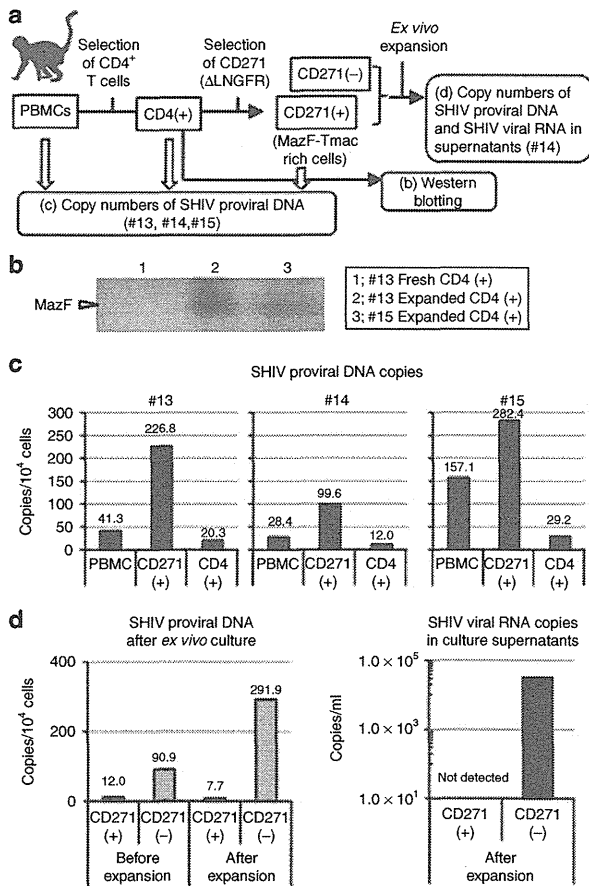 a
Selection of CD4+ T cells
Selection of CD271 (ΔLNGFR)
Ex vivo expansion
PBMCs
CD4(+)
CD271(−)
CD271(+)
(MazF-Tmac rich cells)
(d) Copy numbers of SHIV proviral DNA and SHIV viral RNA in supernatants (#14)
(b) Western blotting
(c) Copy numbers of SHIV proviral DNA (#13, #14,#15)
b
1 2 3
MazF
1; #13 Fresh CD4 (+)
2; #13 Expanded CD4 (+)
3; #15 Expanded CD4 (+)
c
SHIV proviral DNA copies
#13 #14 #15
Copies/10⁴ cells
300
250
200
150
100
50
0
41.3 226.8 20.3
28.4 99.6 12.0
157.1 282.4 29.2
PBMC CD271 (+) CD4 (+)
PBMC CD271 (+) CD4 (+)
PBMC CD271 (+) CD4 (+)
d
SHIV proviral DNA after ex vivo culture
Copies/10⁴ cells
400
200
0
12.0 90.9 7.7 291.9
CD271 (+) CD271 (−) CD271 (+) CD271 (−)
Before expansion After expansion
SHIV viral RNA copies in culture supernatants
Copies/ml
1.0 × 10⁵
1.0 × 10³
1.0 × 10¹
Not detected
CD271 (+) CD271 (−)
After expansion